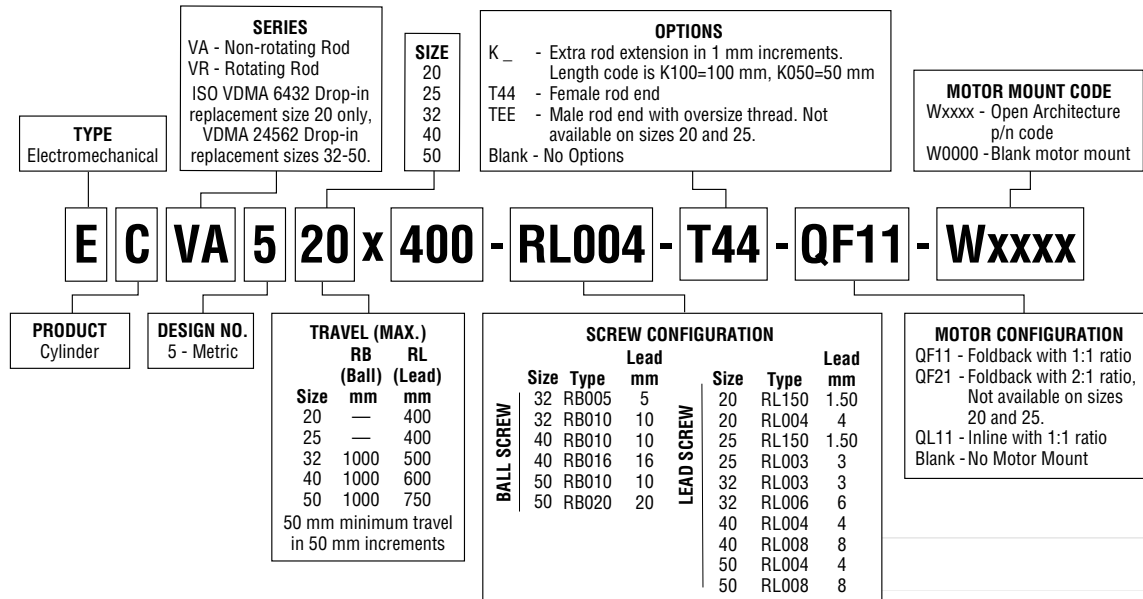 SERIES
VA - Non-rotating Rod
VR - Rotating Rod
ISO VDMA 6432 Drop-in
replacement size 20 only,
VDMA 24562 Drop-in
replacement sizes 32-50.
SIZE
20
25
32
40
50
OPTIONS
K _ - Extra rod extension in 1 mm increments.
Length code is K100=100 mm, K050=50 mm
T44 - Female rod end
TEE - Male rod end with oversize thread. Not
available on sizes 20 and 25.
Blank - No Options
MOTOR MOUNT CODE
Wxxxx - Open Architecture
p/n code
W0000 - Blank motor mount
TYPE
Electromechanical
E C VA 5 20 x 400 - RL004 - T44 - QF11 - Wxxxx
PRODUCT
Cylinder
DESIGN NO.
5 - Metric
TRAVEL (MAX.)
RB RL
(Ball) (Lead)
Size mm mm
20 — 400
25 — 400
32 1000 500
40 1000 600
50 1000 750
50 mm minimum travel
in 50 mm increments
SCREW CONFIGURATION
BALL SCREW
Lead
Size Type mm
32 RB005 5
32 RB010 10
40 RB010 10
40 RB016 16
50 RB010 10
50 RB020 20
LEAD SCREW
Lead
Size Type mm
20 RL150 1.50
20 RL004 4
25 RL150 1.50
25 RL003 3
32 RL003 3
32 RL006 6
40 RL004 4
40 RL008 8
50 RL004 4
50 RL008 8
MOTOR CONFIGURATION
QF11 - Foldback with 1:1 ratio
QF21 - Foldback with 2:1 ratio,
Not available on sizes
20 and 25.
QL11 - Inline with 1:1 ratio
Blank - No Motor Mount